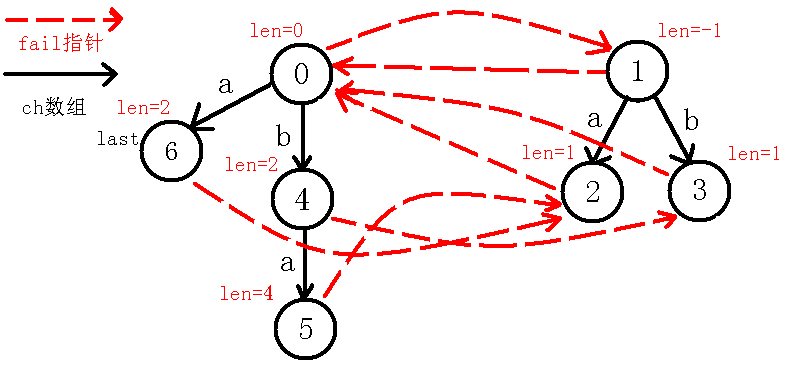 fail指针
ch数组
len=0
0
len=-1
1
a
b
len=2
last
6
len=2
4
a
len=4
5
a
b
len=1
2
len=1
3